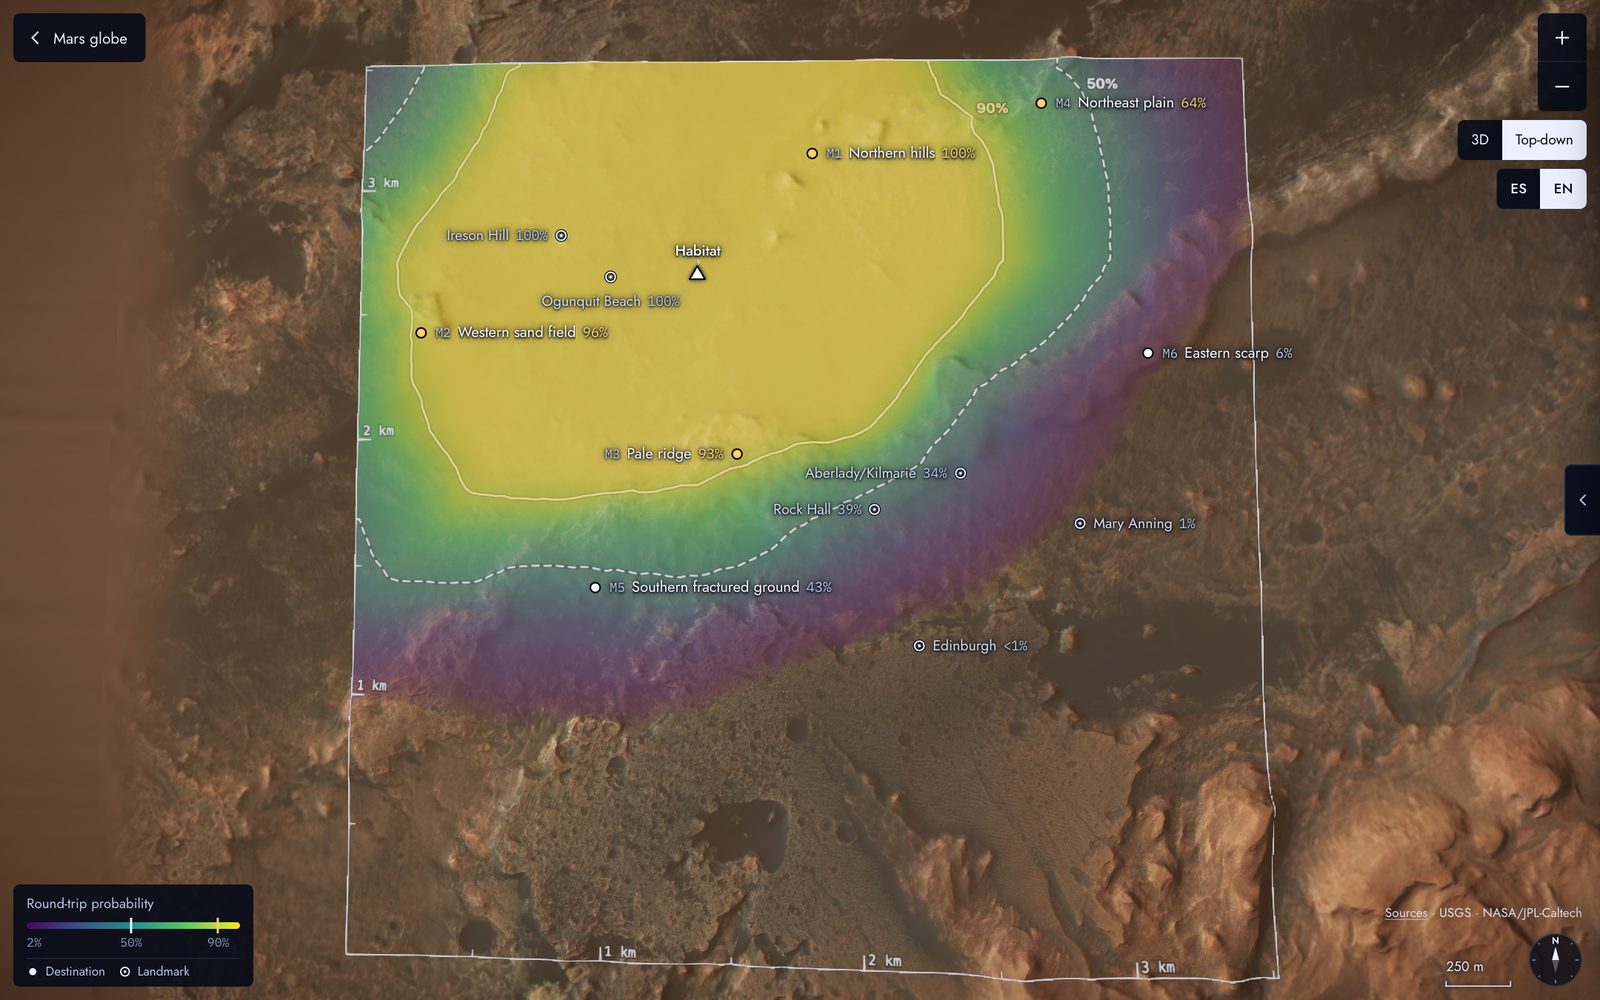 Mars globe
+
−
3D
Top-down
ES
EN
50%
90%
M4 Northeast plain 64%
M1 Northern hills 100%
3 km
Ireson Hill 100%
Habitat
Ogunquit Beach 100%
M2 Western sand field 96%
M6 Eastern scarp 6%
2 km
M3 Pale ridge 93%
Aberlady/Kilmarie 34%
Rock Hall 39%
Mary Anning 1%
M5 Southern fractured ground 43%
Edinburgh <1%
1 km
1 km
2 km
3 km
Round-trip probability
2% 50% 90%
Destination
Landmark
Sources · USGS · NASA/JPL-Caltech
N
250 m